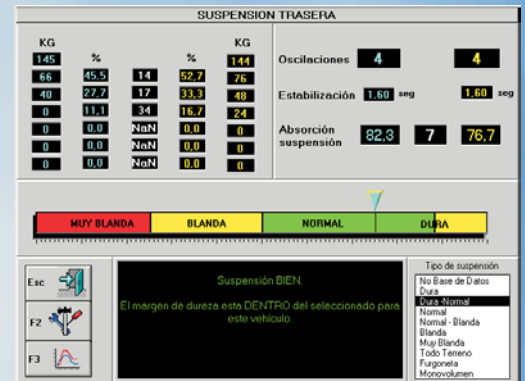 SUSPENSION TRASERA
KG KG
145 % % 144
66 45.5 14 52,7 76
40 27,7 17 33,3 48
0 11,1 34 16,7 24
0 0,0 NaN 0,0 0
0 0,0 NaN 0,0 0
0 0,0 NaN 0,0 0
Oscilaciones 4 4
Estabilización 1,60 seg 1,60 seg
Absorción
suspensión 82,3 7 76,7
MUY BLANDA BLANDA NORMAL DURA
Esc
F2
F3
Suspensión BIEN.
El margen de dureza esta DENTRO del seleccionado para
este vehículo.
Tipo de suspensión
No Base de Datos
Dura
Dura -Normal
Normal
Normal - Blanda
Blanda
Muy Blanda
Todo Terreno
Furgoneta
Monovolumen